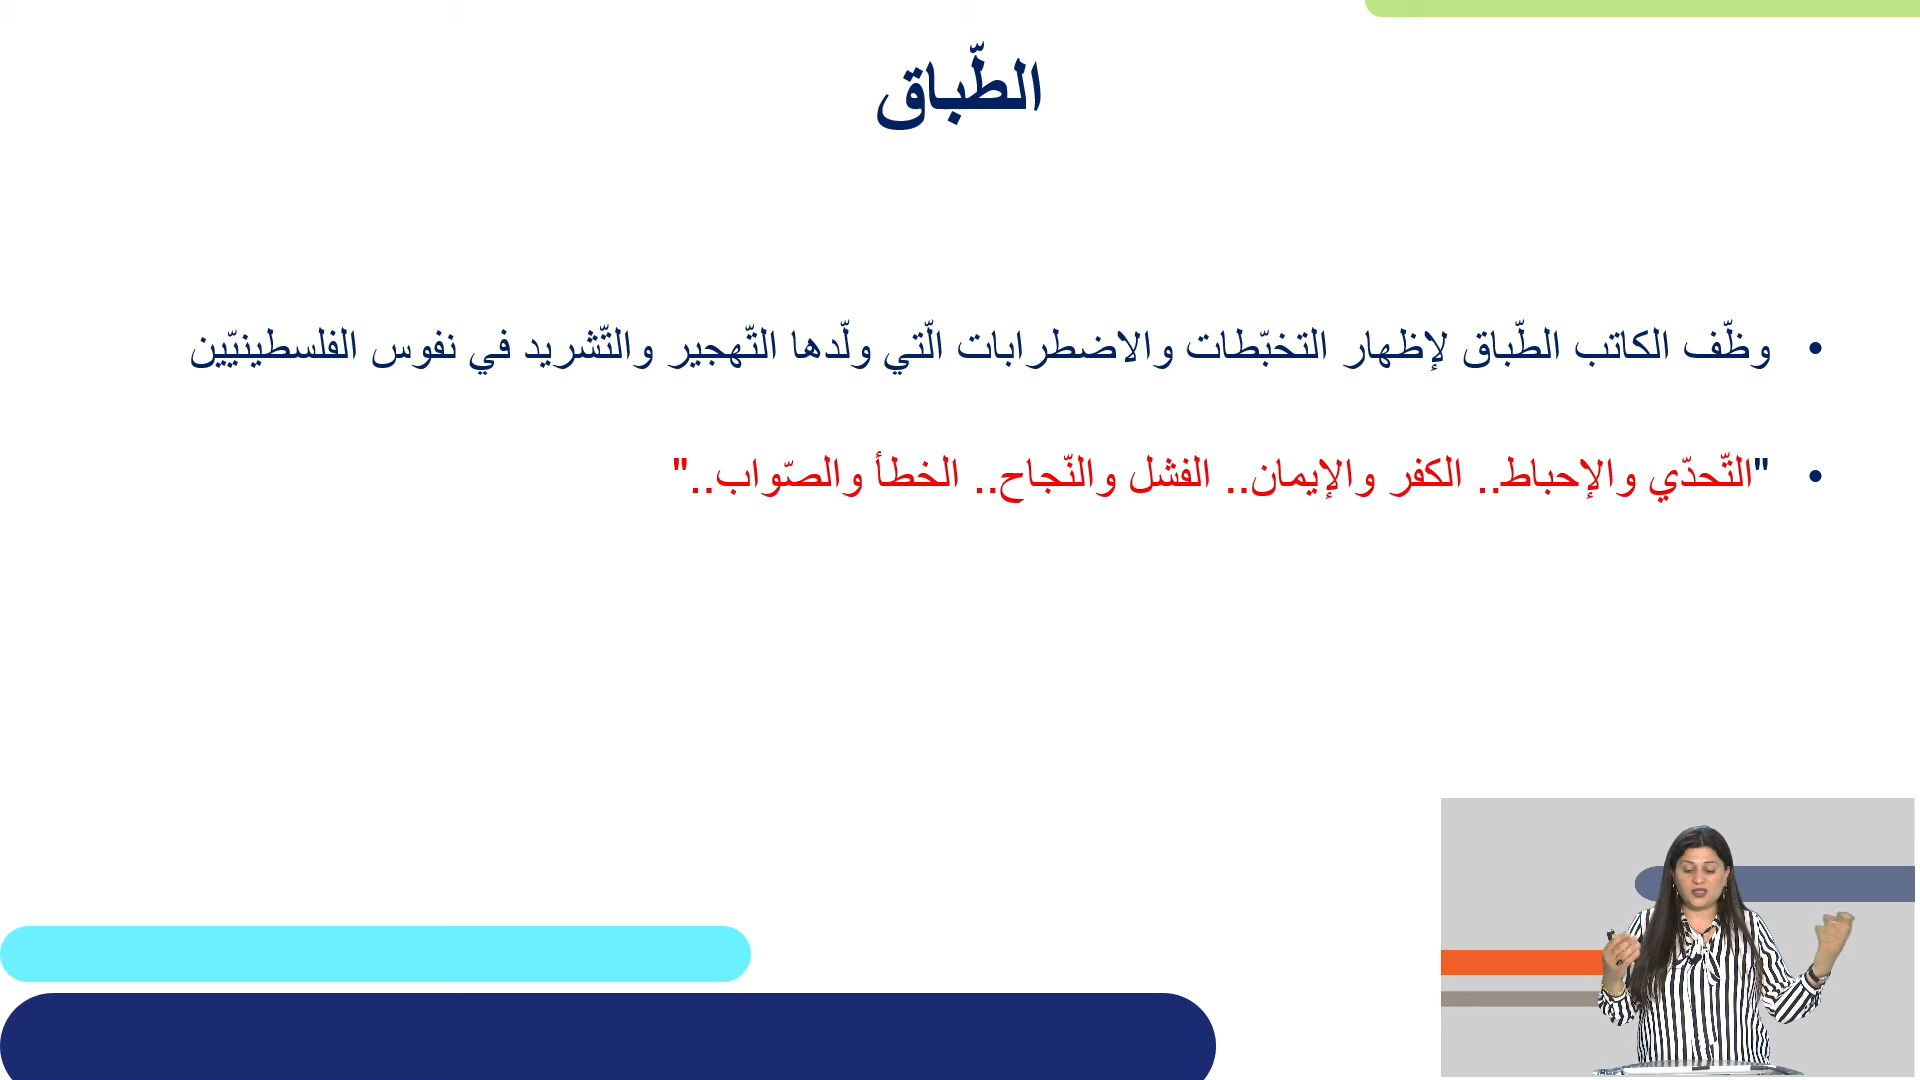 الطّباق
• وظّف الكاتب الطّباق لإظهار التخبّطات والاضطرابات الّتي ولّدها التّهجير والتّشريد في نفوس الفلسطينيّين
• "التّحدّي والإحباط.. الكفر والإيمان.. الفشل والنّجاح.. الخطأ والصّواب.."